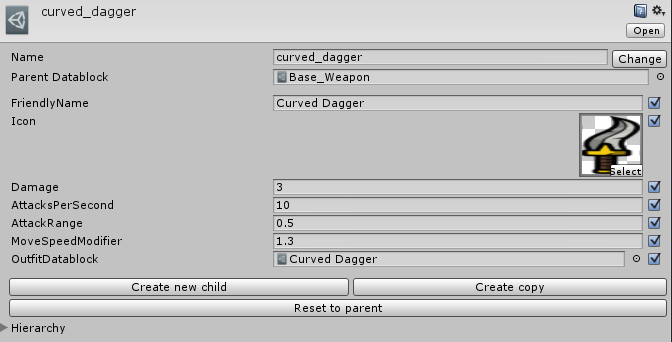 curved_dagger
Open
Name curved_dagger Change
Parent Datablock Base_Weapon
FriendlyName Curved Dagger
Icon
Select
Damage 3
AttacksPerSecond 10
AttackRange 0.5
MoveSpeedModifier 1.3
OutfitDatablock Curved Dagger
Create new child Create copy
Reset to parent
Hierarchy